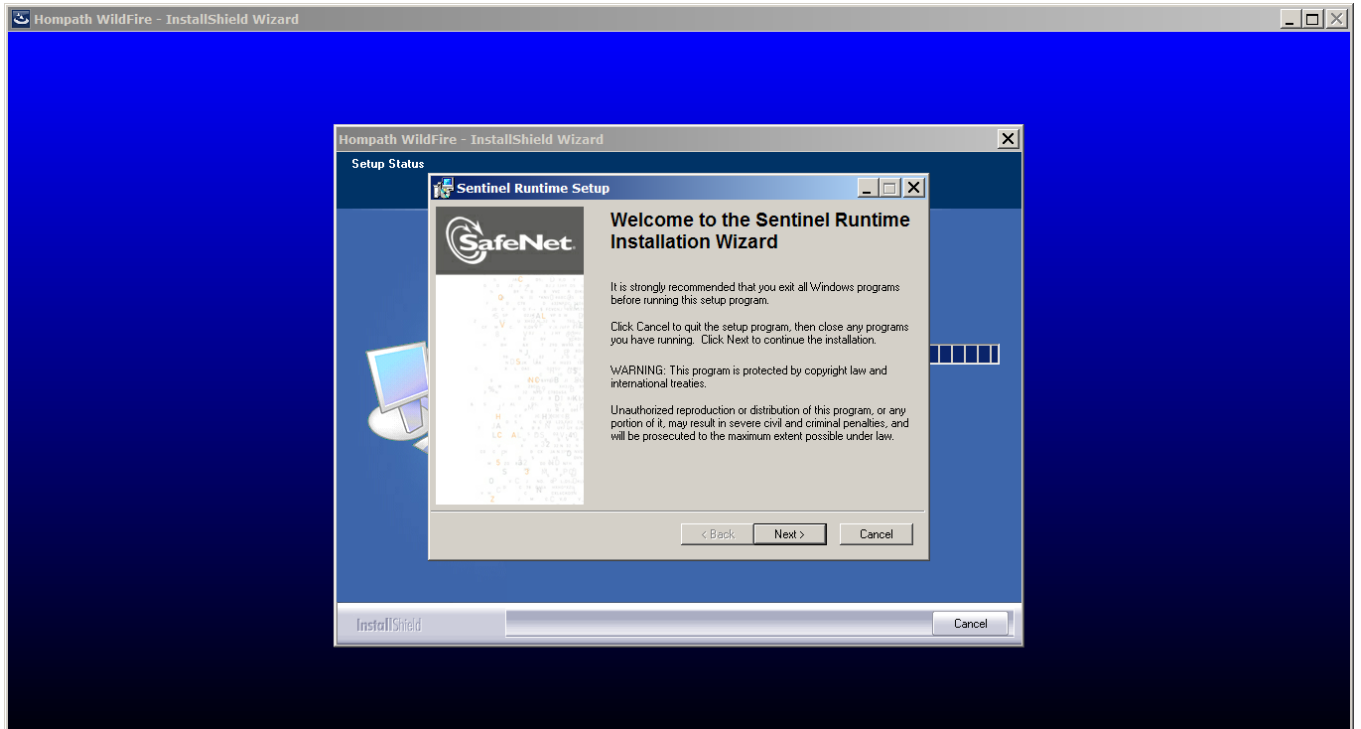 Hompath WildFire - InstallShield Wizard
Hompath WildFire - InstallShield Wizard
Setup Status
Sentinel Runtime Setup
SafeNet.
Welcome to the Sentinel Runtime
Installation Wizard
It is strongly recommended that you exit all Windows programs
before running this setup program.
Click Cancel to quit the setup program, then close any programs
you have running. Click Next to continue the installation.
WARNING: This program is protected by copyright law and
international treaties.
Unauthorized reproduction or distribution of this program, or any
portion of it, may result in severe civil and criminal penalties, and
will be prosecuted to the maximum extent possible under law.
< Back
Next >
Cancel
InstallShield
Cancel